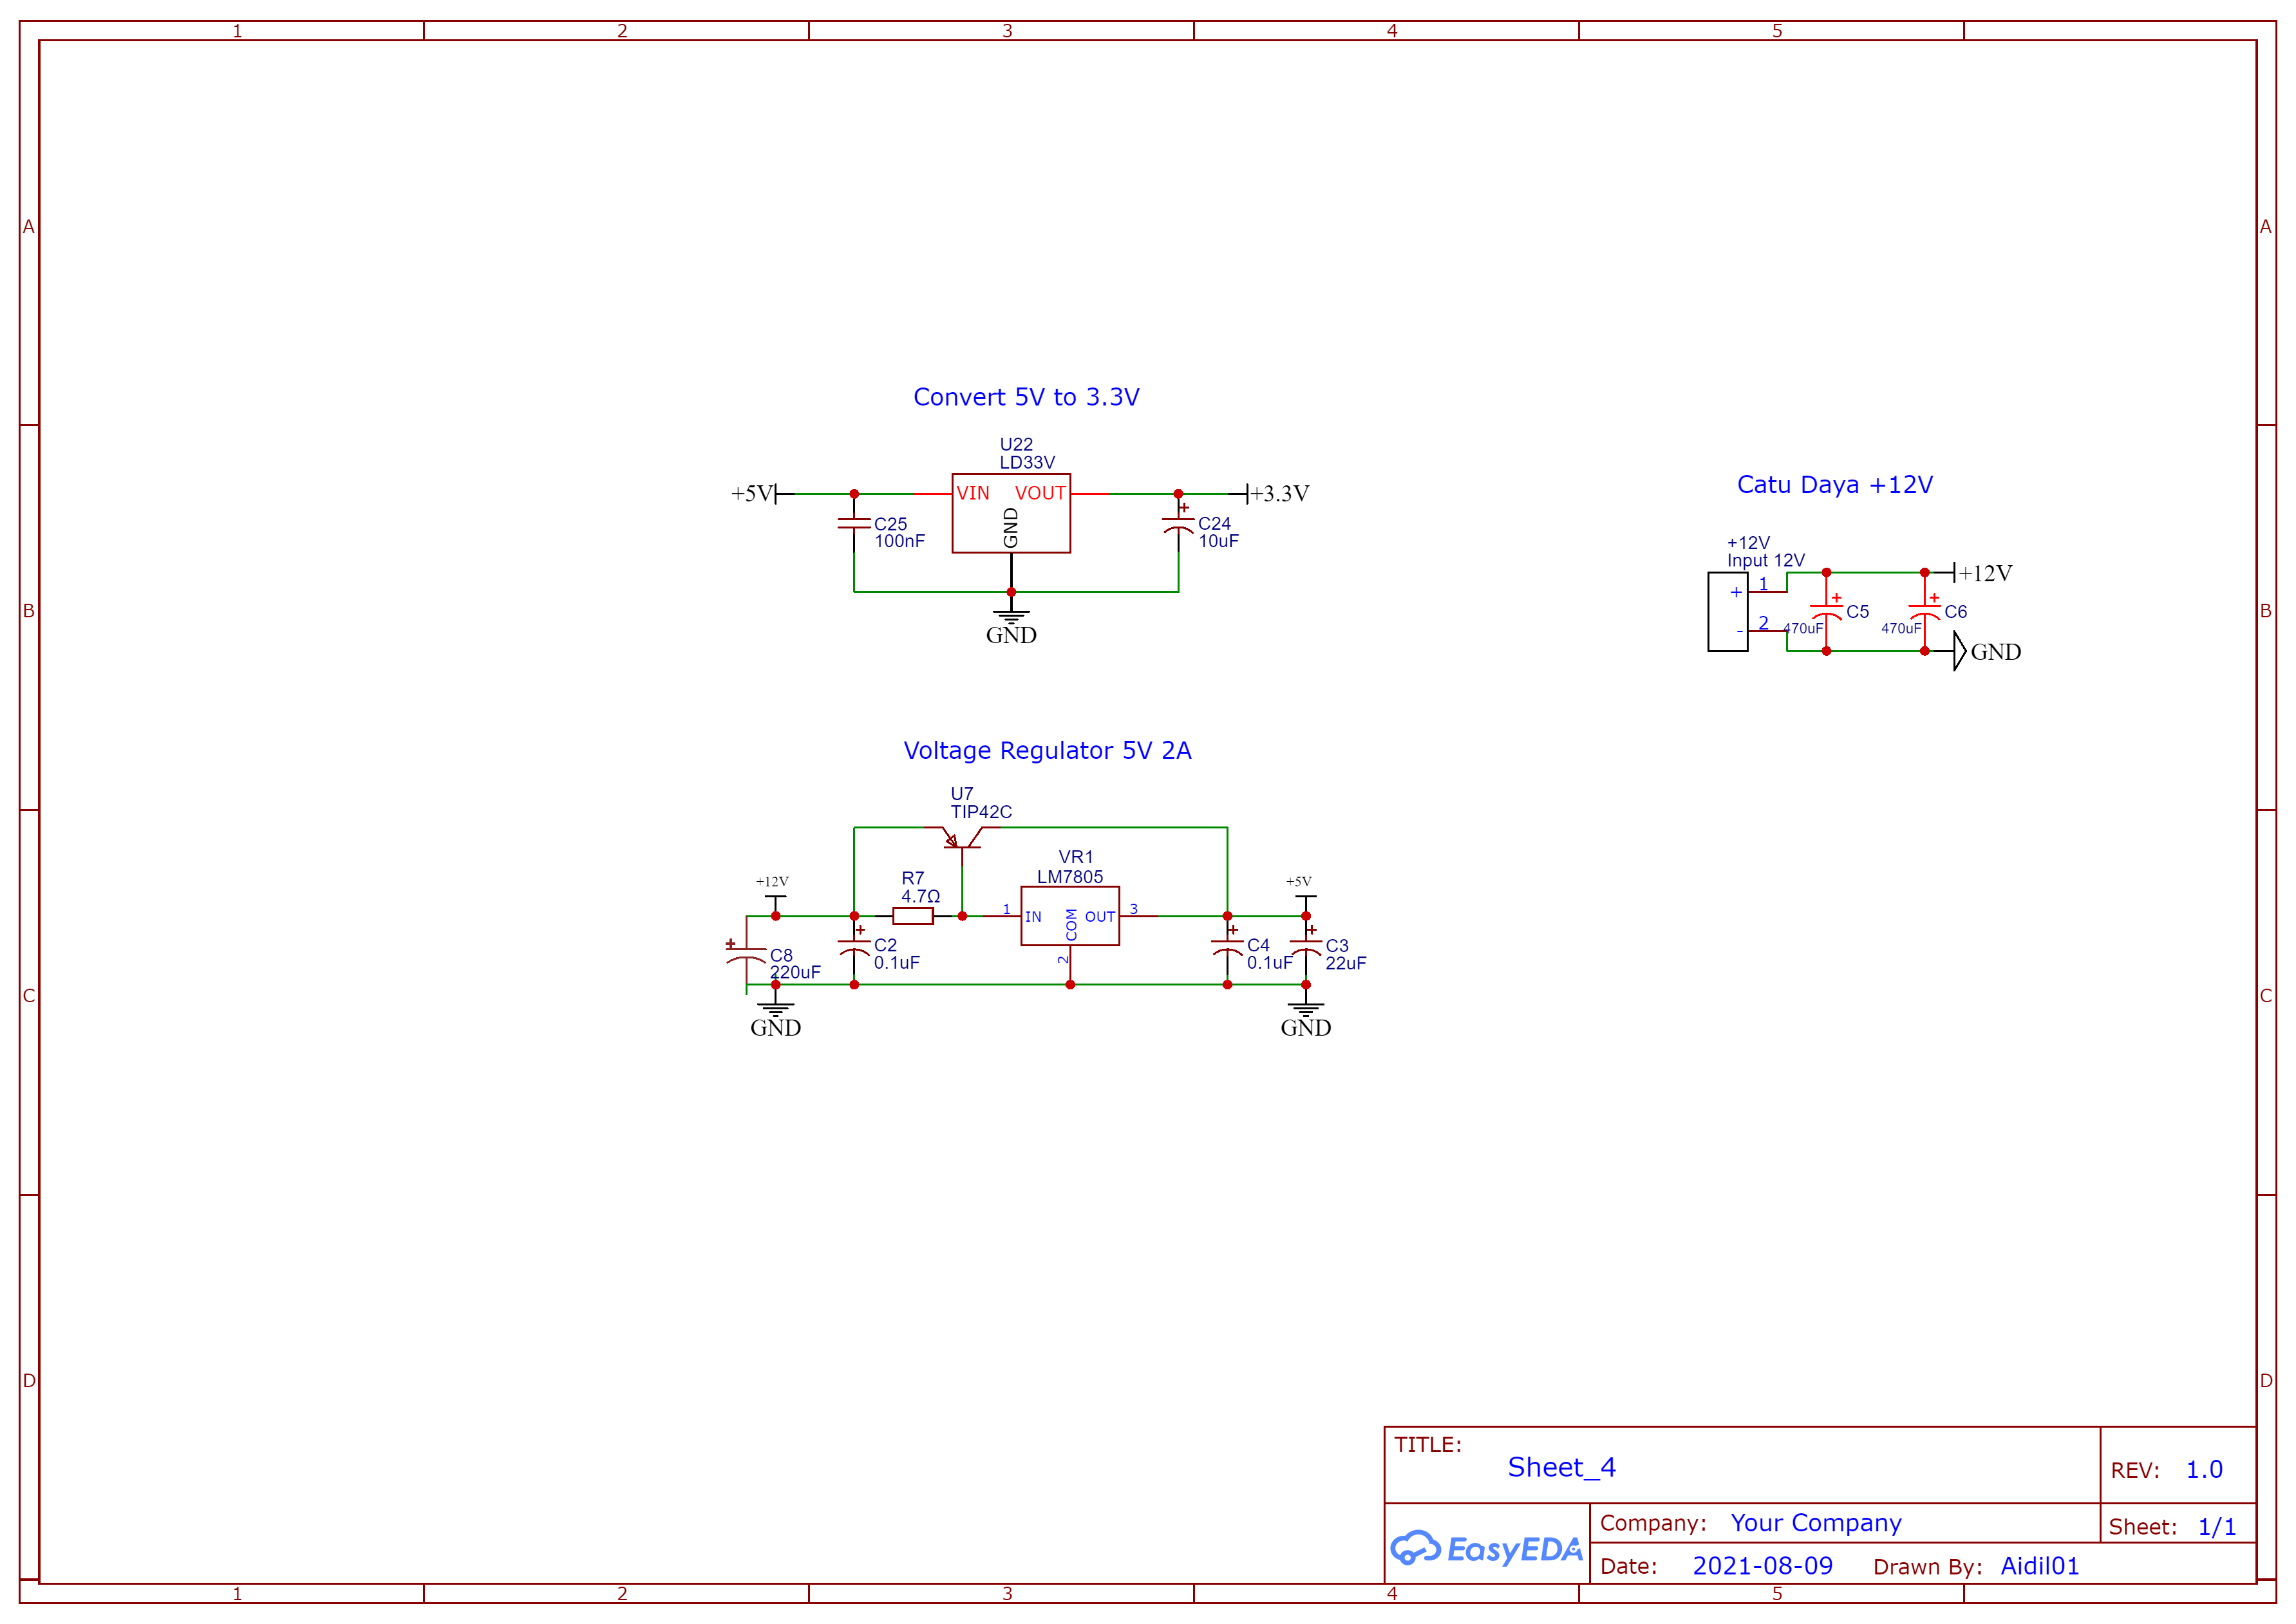 1 2 3 4 5
A A
Convert 5V to 3.3V
U22
LD33V
+5V VIN VOUT +3.3V
GND
C25
100nF
C24
10uF
GND
Catu Daya +12V
+12V
Input 12V
+ 1
- 2
470uF C5
470uF C6
+12V
GND
B B
Voltage Regulator 5V 2A
U7
TIP42C
VR1
LM7805
R7
4.7Ω
+12V
+5V
1 IN COM OUT 3
2
C8
220uF
C2
0.1uF
C4
0.1uF
C3
22uF
GND GND
C C
D D
TITLE:
Sheet_4
REV: 1.0
EasyEDA
Company: Your Company
Sheet: 1/1
Date: 2021-08-09 Drawn By: Aidil01
1 2 3 4 5